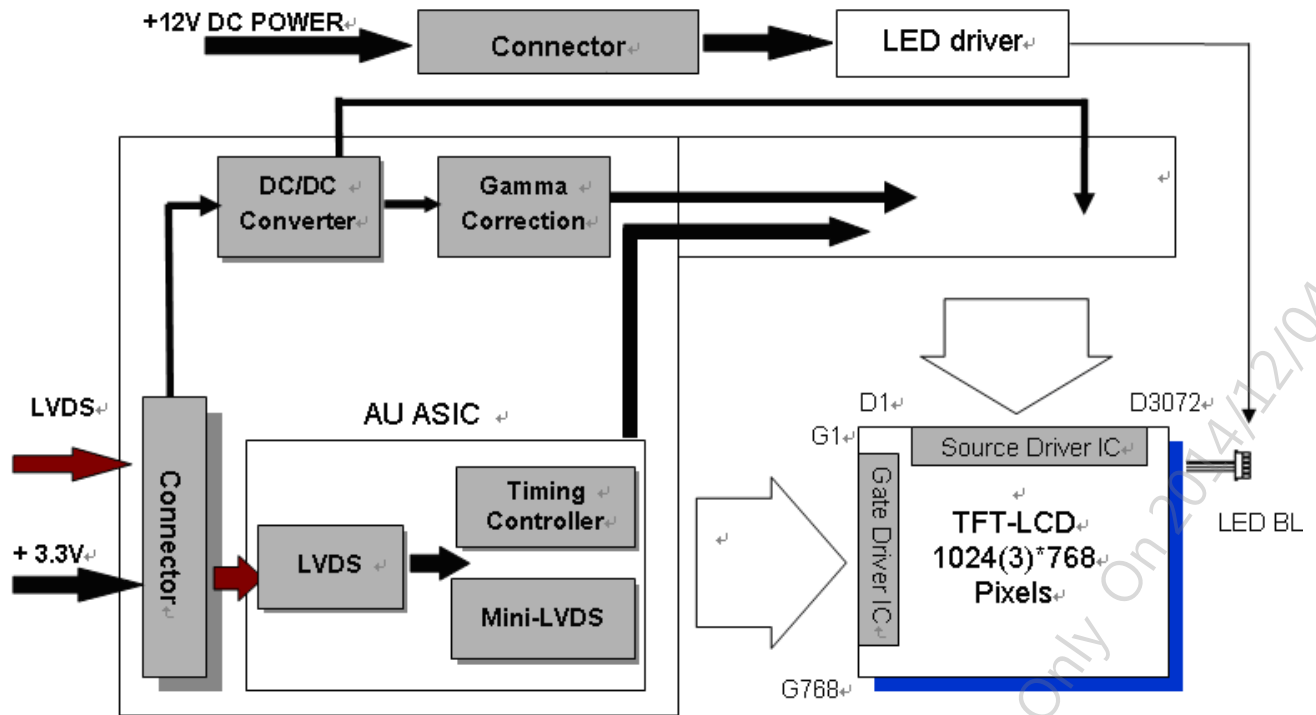 +12V DC POWER
Connector
LED driver
DC/DC
Converter
Gamma
Correction
LVDS
AU ASIC
D1
D3072
G1
Source Driver IC
Connector
Timing
Controller
Gate Driver IC
TFT-LCD
1024(3)*768
Pixels
LED BL
+ 3.3V
LVDS
Mini-LVDS
G768
Only On 2014/12/04